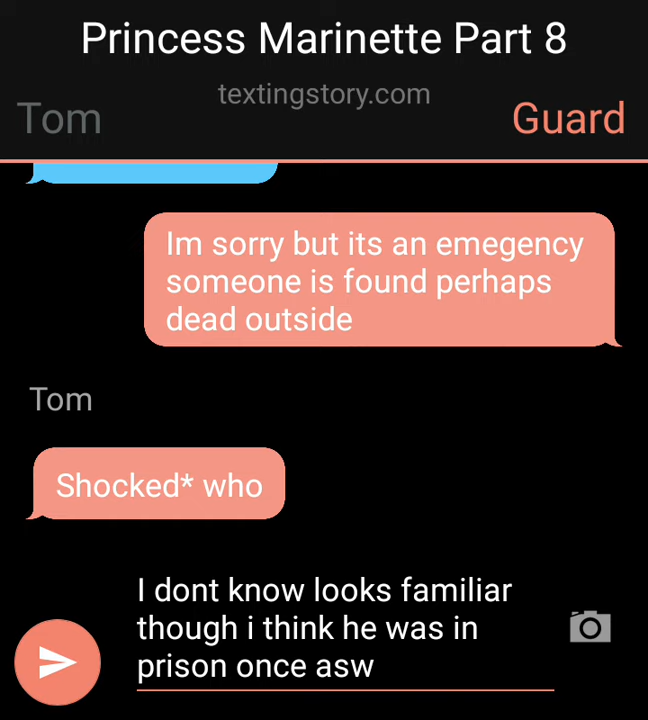 Princess Marinette Part 8
textingstory.com
Tom
Guard
Im sorry but its an emegency
someone is found perhaps
dead outside
Tom
Shocked* who
I dont know looks familiar
though i think he was in
prison once asw